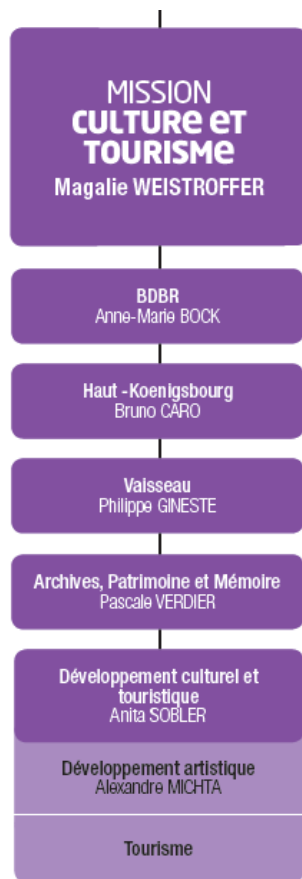 MISSION
CULTURE ET
TOURISME
Magalie WEISTROFFER
BDBR
Anne-Marie BOCK
Haut -Koenigsbourg
Bruno CARO
Vaisseau
Philippe GINESTE
Archives, Patrimoine et Mémoire
Pascale VERDIER
Développement culturel et
touristique
Anita SOBLER
Développement artistique
Alexandre MICHTA
Tourisme